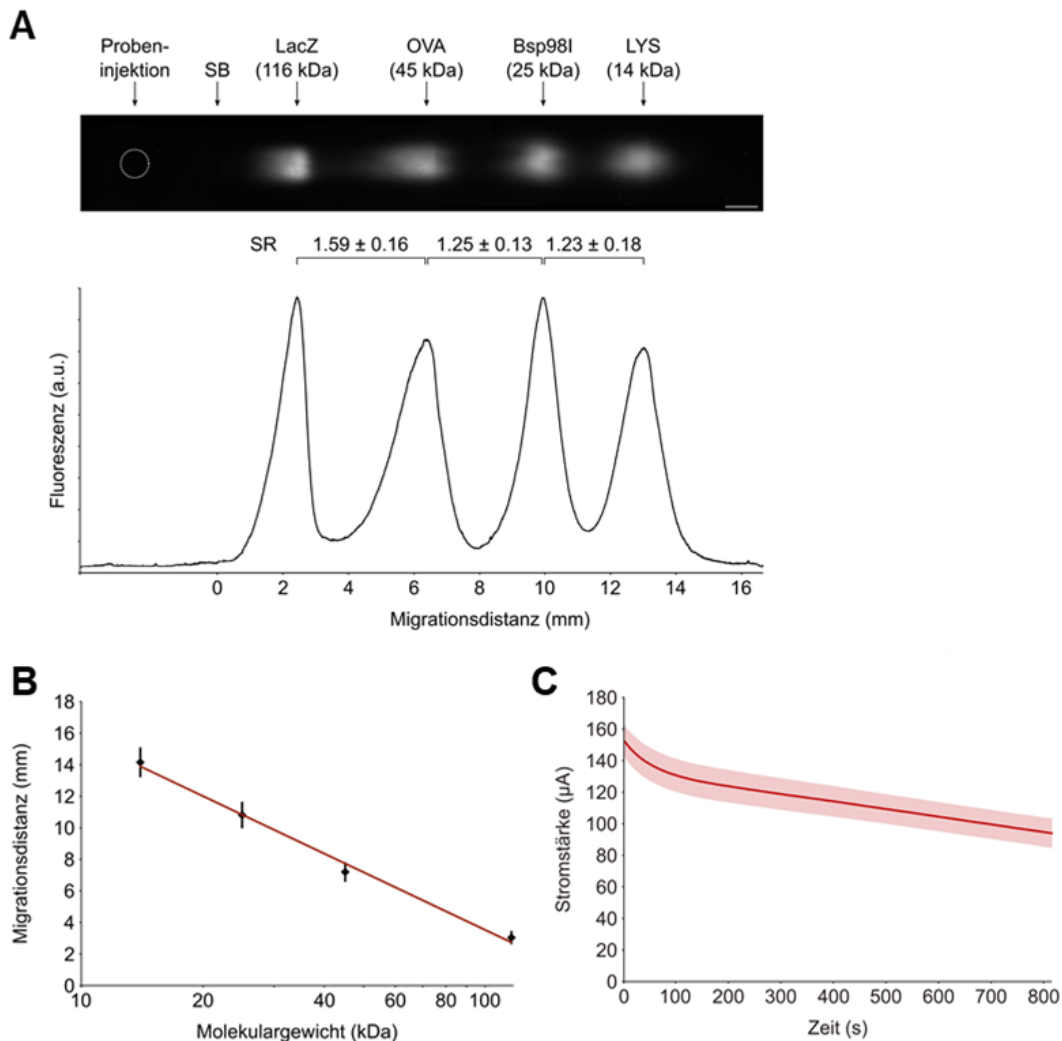 A
Proben-
injektion
SB
LacZ
(116 kDa)
OVA
(45 kDa)
Bsp98I
(25 kDa)
LYS
(14 kDa)
SR
1.59 ± 0.16
1.25 ± 0.13
1.23 ± 0.18
Fluoreszenz (a.u.)
0 2 4 6 8 10 12 14 16
Migrationsdistanz (mm)
B
18
16
14
12
10
8
6
4
2
0
Migrationsdistanz (mm)
10 20 40 60 80 100
Molekulargewicht (kDa)
C
180
160
140
120
100
80
60
40
20
0
Stromstärke (µA)
0 100 200 300 400 500 600 700 800
Zeit (s)